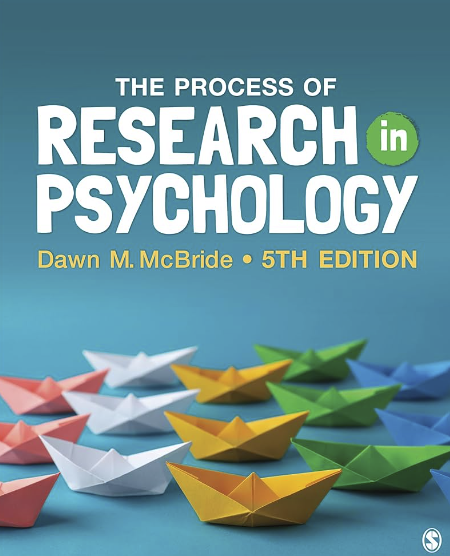 THE PROCESS OF
RESEARCH in
PSYCHOLOGY
Dawn M. McBride • 5TH EDITION
S